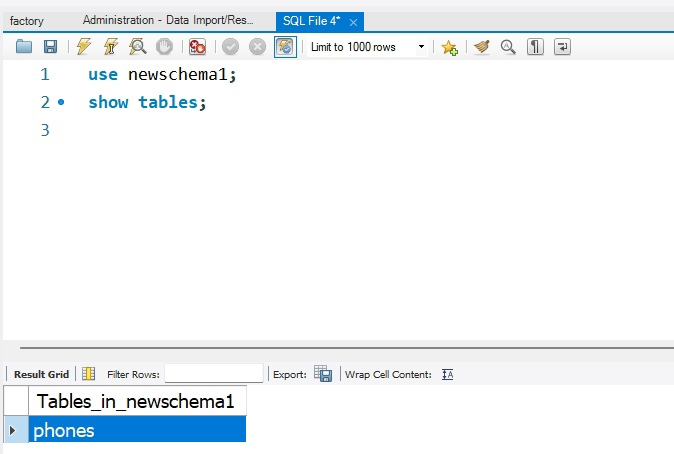 factory Administration - Data Import/Res... SQL File 4*
Limit to 1000 rows
1 use newschema1;
2 show tables;
3
Result Grid Filter Rows: Export: Wrap Cell Content:
Tables_in_newschema1
phones